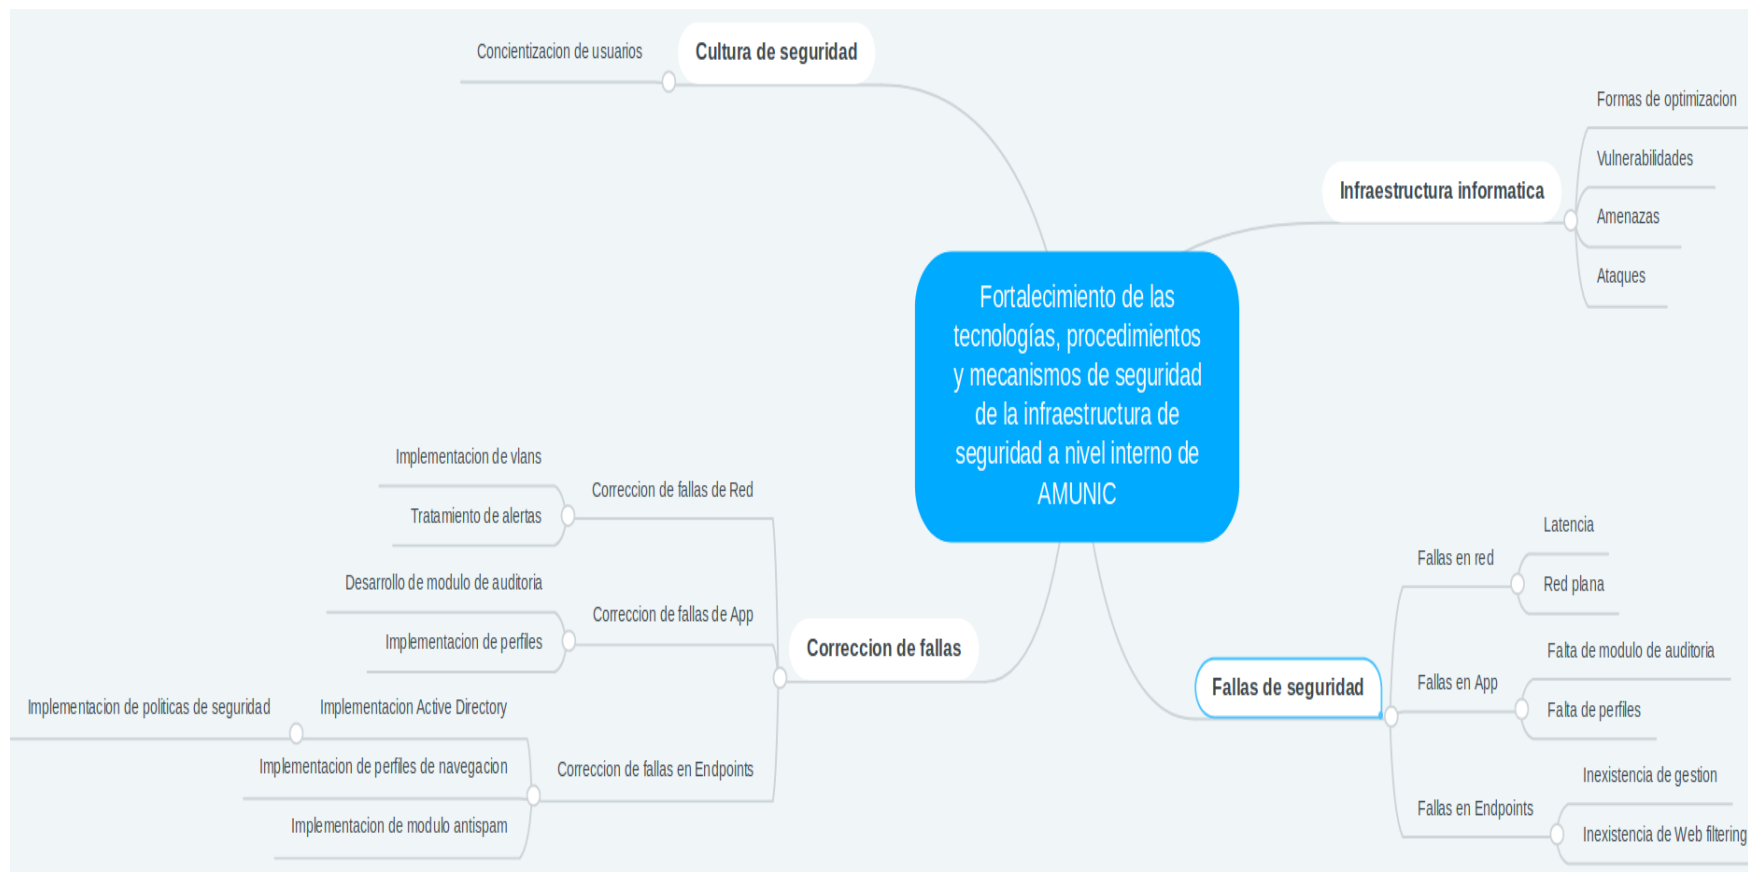 Concientizacion de usuarios
Cultura de seguridad
Formas de optimizacion
Vulnerabilidades
Infraestructura informatica
Amenazas
Ataques
Fortalecimiento de las
tecnologías, procedimientos
y mecanismos de seguridad
de la infraestructura de
seguridad a nivel interno de
AMUNIC
Implementacion de vlans
Correccion de fallas de Red
Tratamiento de alertas
Desarrollo de modulo de auditoria
Correccion de fallas de App
Implementacion de perfiles
Correccion de fallas
Implementacion de politicas de seguridad
Implementacion Active Directory
Implementacion de perfiles de navegacion
Correccion de fallas en Endpoints
Implementacion de modulo antispam
Latencia
Fallas en red
Red plana
Falta de modulo de auditoria
Fallas de seguridad
Fallas en App
Falta de perfiles
Inexistencia de gestion
Fallas en Endpoints
Inexistencia de Web filtering